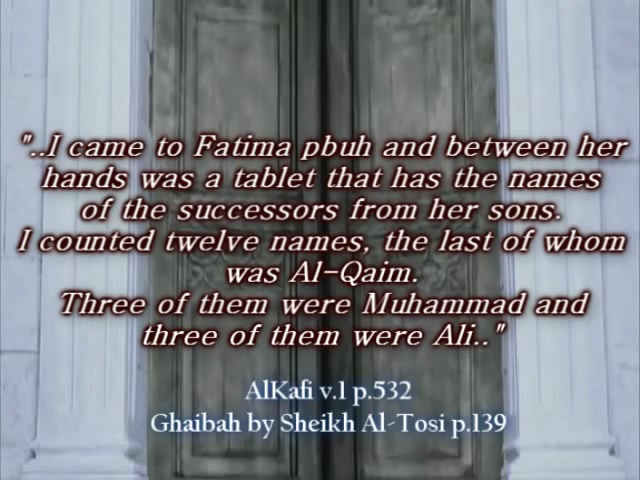 "..I came to Fatima pbuh and between her
hands was a tablet that has the names
of the successors from her sons.
I counted twelve names, the last of whom
was Al-Qaim.
Three of them were Muhammad and
three of them were Ali.."
AlKafi v.1 p.532
Ghaibah by Sheikh Al-Tosi p.139